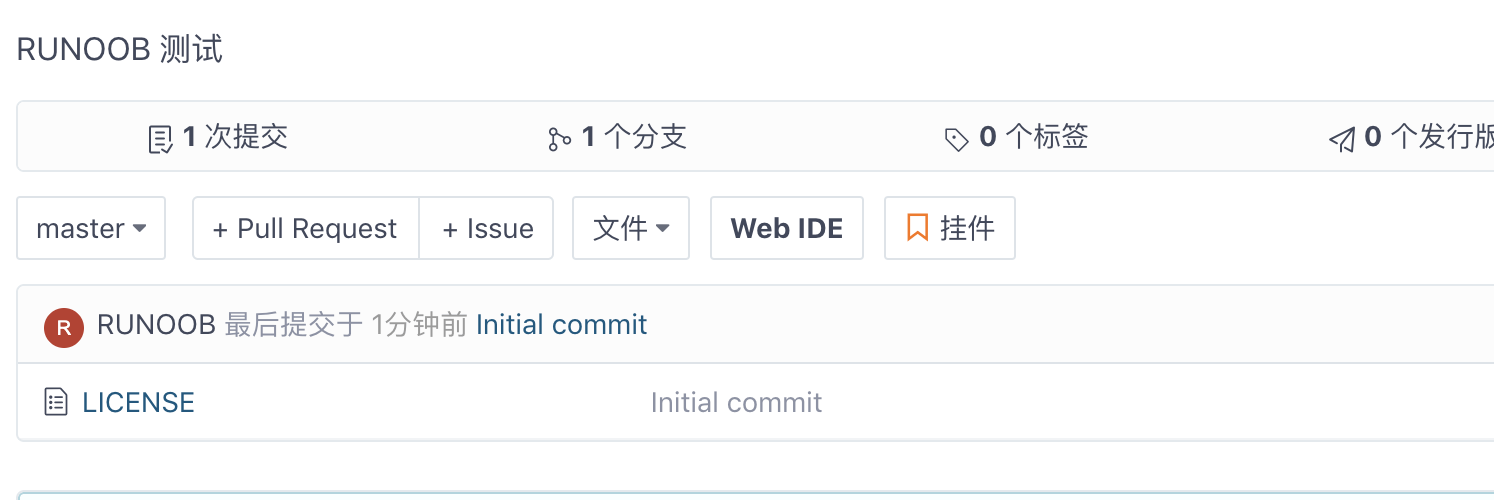 RUNOOB 测试
1 次提交 1 个分支 0 个标签 0 个发行版
master + Pull Request + Issue 文件 Web IDE 挂件
R RUNOOB 最后提交于 1分钟前 Initial commit
LICENSE Initial commit